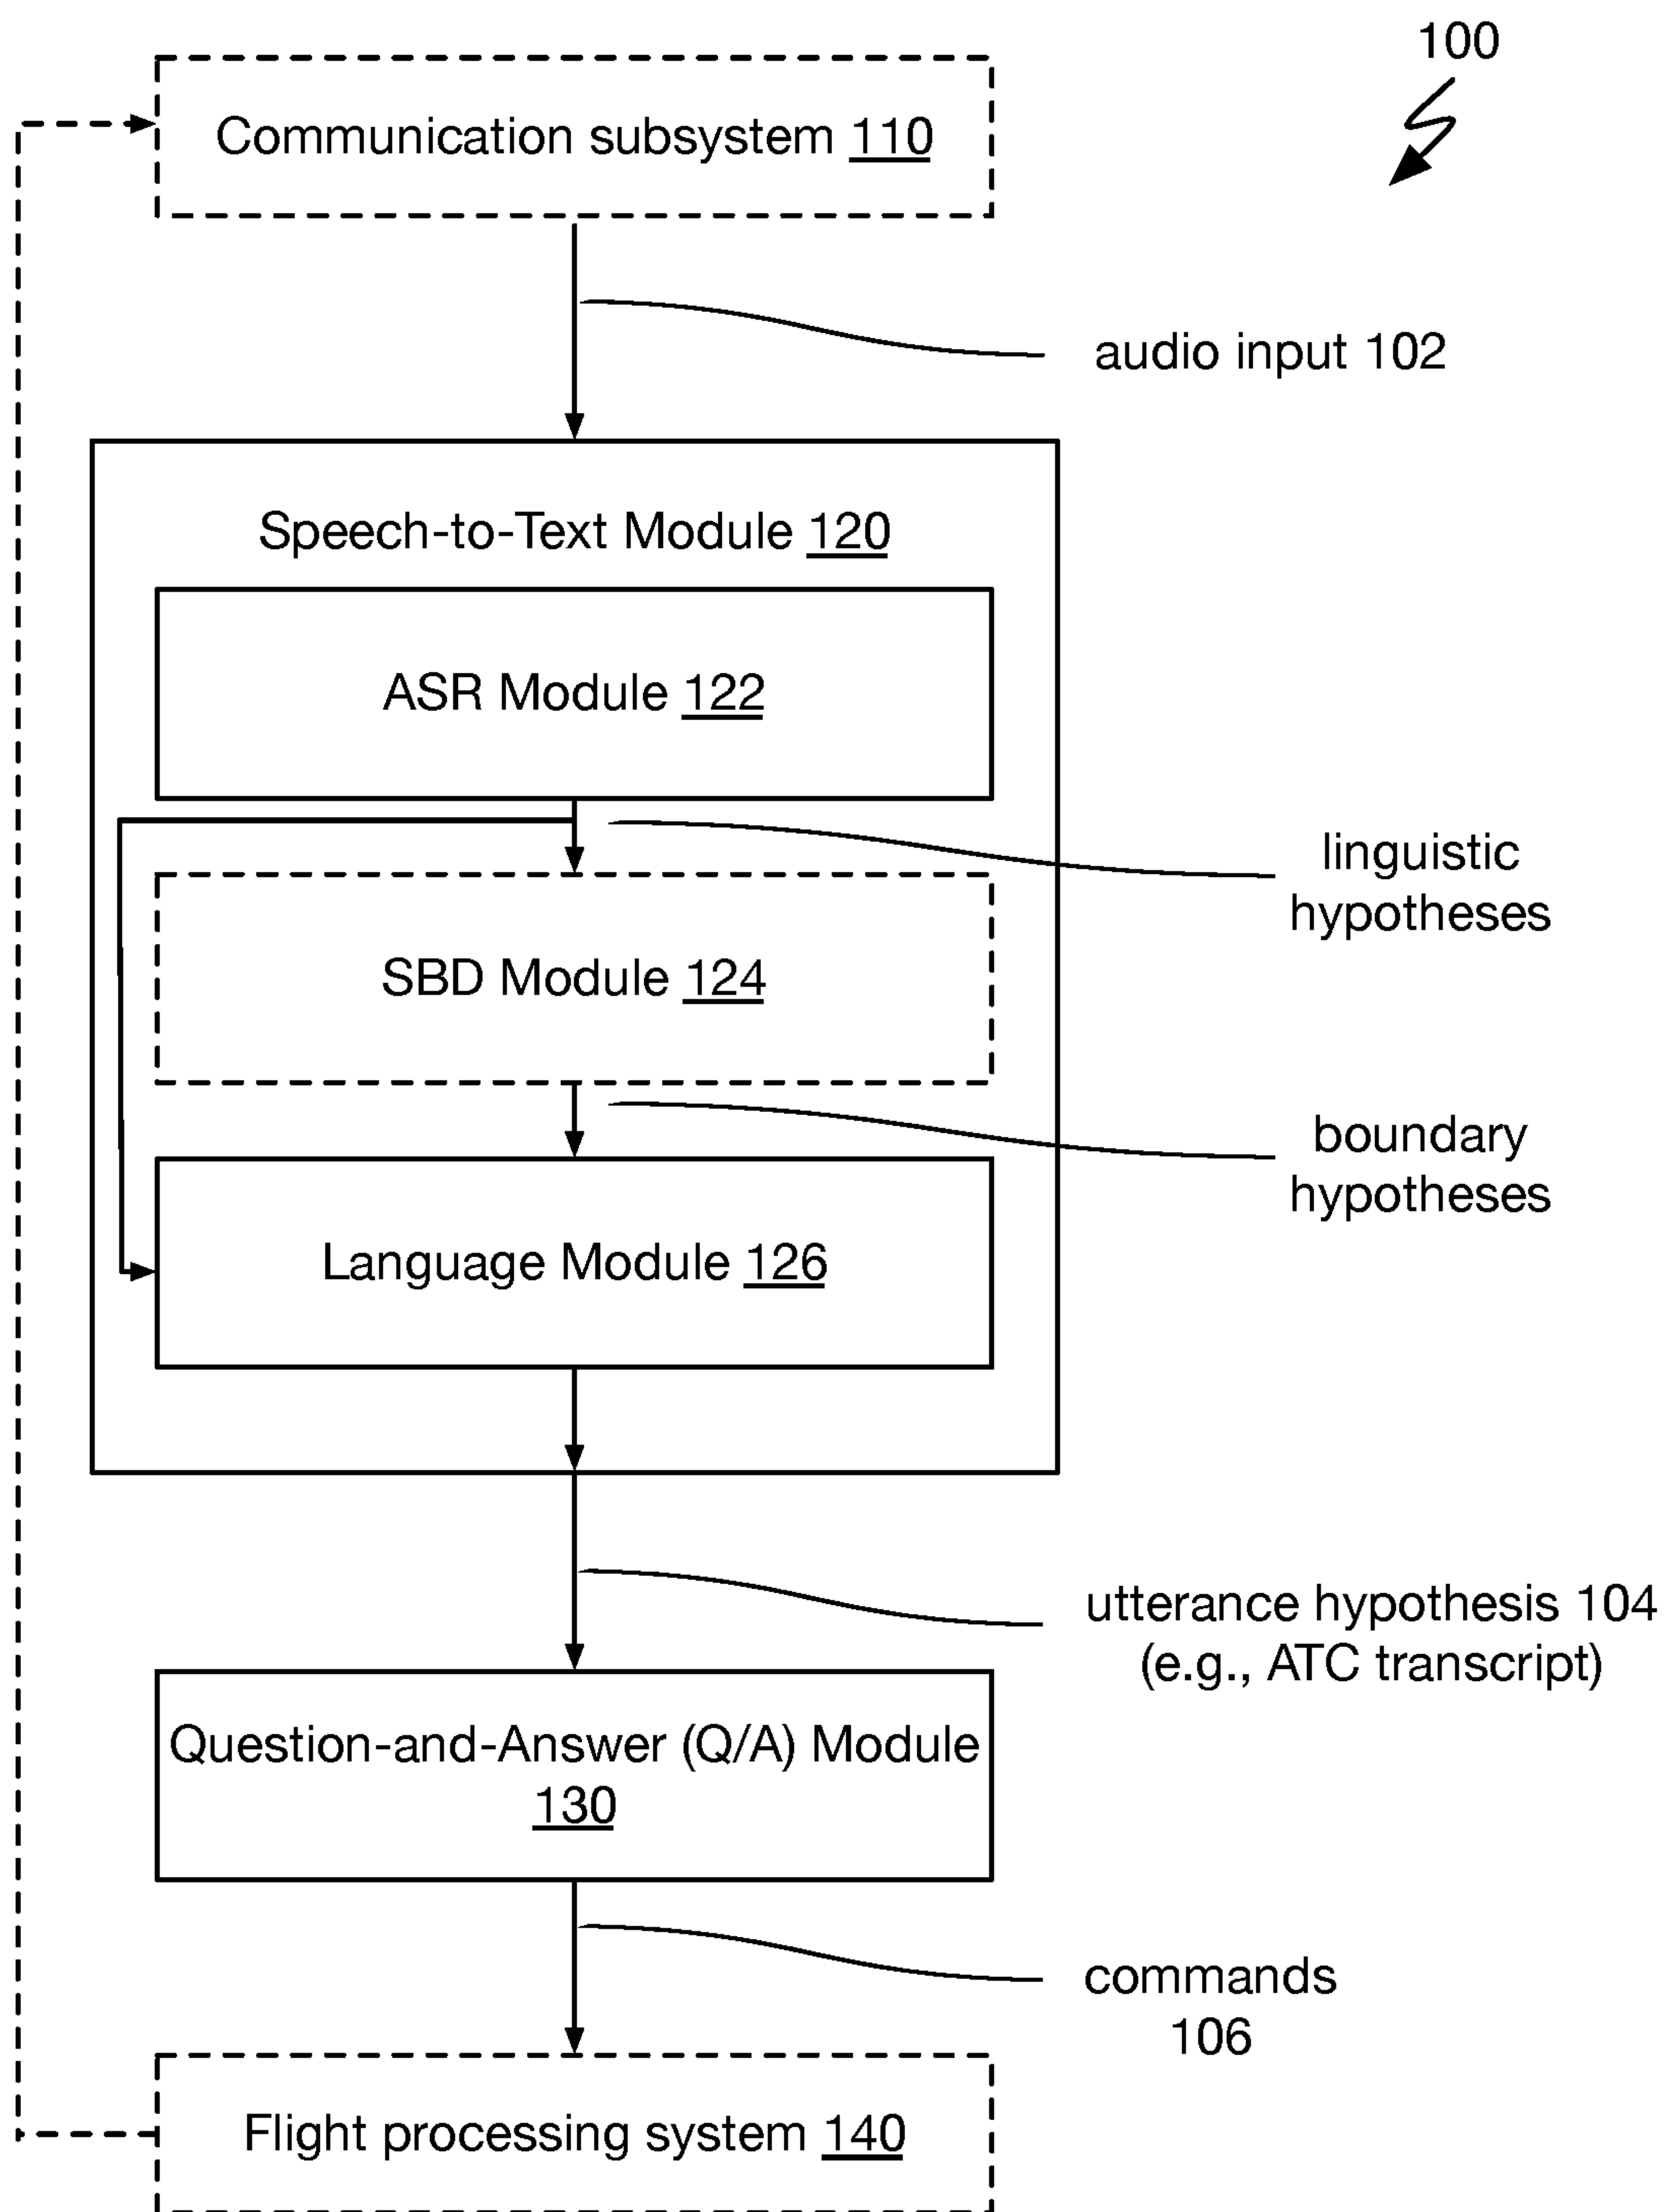 100
Communication subsystem 110
audio input 102
Speech-to-Text Module 120
ASR Module 122
linguistic
hypotheses
SBD Module 124
boundary
hypotheses
Language Module 126
utterance hypothesis 104
(e.g., ATC transcript)
Question-and-Answer (Q/A) Module
130
commands
106
Flight processing system 140